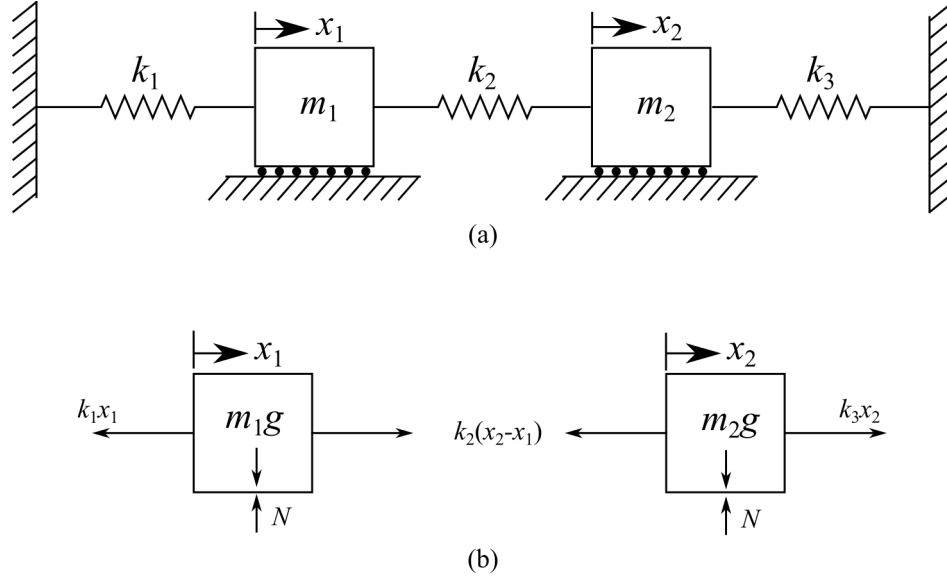 x₁ x₂
k₁ k₂ k₃
m₁ m₂
(a)
x₁ x₂
k₁x₁ k₂(x₂-x₁) k₃x₂
m₁g m₂g
N N
(b)